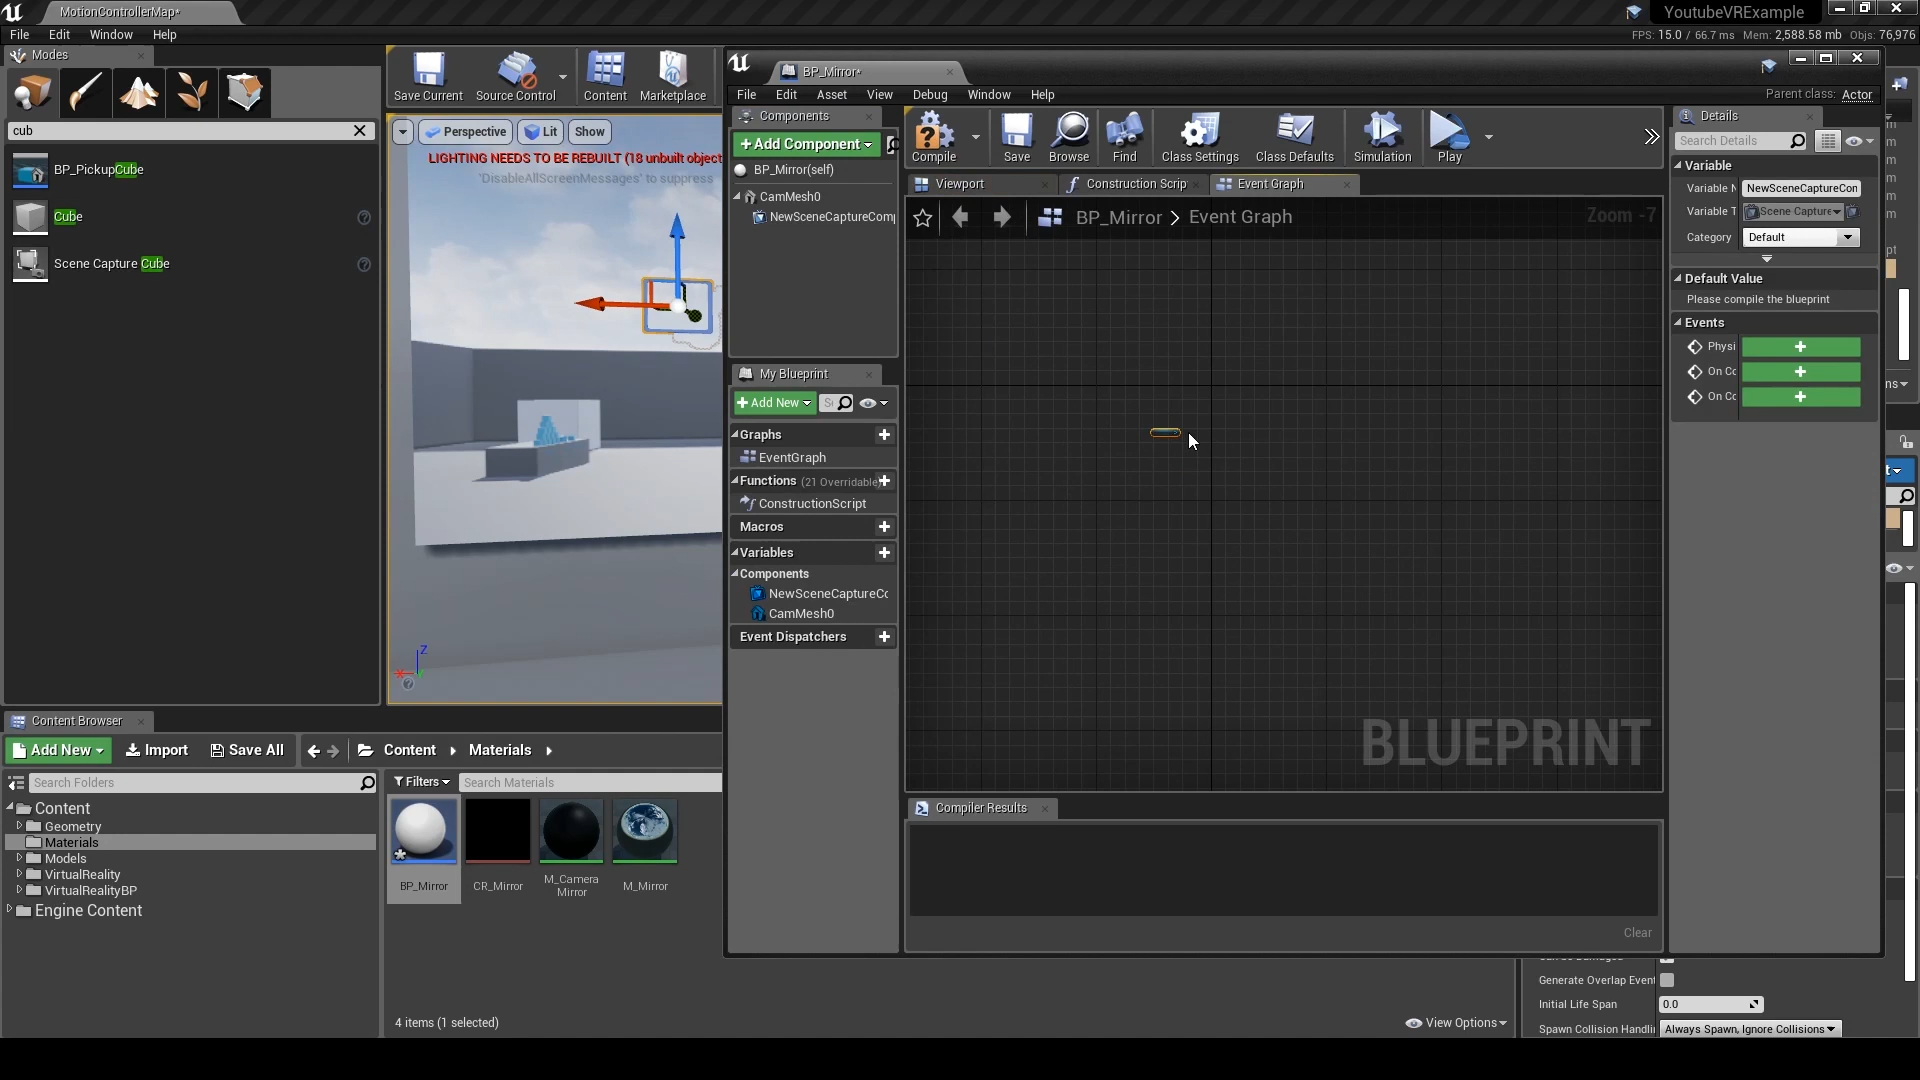 MotionControllerMap*
YoutubeVRExample
File Edit Window Help
FPS: 15.0 / 66.7 ms Mem: 2,588.58 mb Objs: 76,976
Modes
cub
BP_PickupCube
Cube
Scene Capture Cube
Save Current
Source Control
Content
Marketplace
Perspective
Lit
Show
LIGHTING NEEDS TO BE REBUILT (18 unbuilt object
'DisableAllScreenMessages' to suppress
Z
BP_Mirror*
File Edit Asset View Window Debug Help
Parent class: Actor
Components
+Add Component
BP_Mirror(self)
CamMesh0
NewSceneCaptureComp
My Blueprint
+Add New
Graphs
EventGraph
Functions (21 Overridable)
ConstructionScript
Macros
Variables
Components
NewSceneCaptureCo
CamMesh0
Event Dispatchers
Compile
Save
Browse
Find
Class Settings
Class Defaults
Simulation
Play
Viewport
Construction Scrip
Event Graph
BP_Mirror > Event Graph
Zoom -7
BLUEPRINT
Compiler Results
Clear
Details
Search Details
Variable
Variable N NewSceneCaptureCon
Variable T Scene Capture
Category Default
Default Value
Please compile the blueprint
Events
Physi
On Cc
On Cc
Content Browser
Add New
Import
Save All
Content
Materials
Search Folders
Filters
Search Materials
Content
Geometry
Materials
Models
VirtualReality
VirtualRealityBP
Engine Content
BP_Mirror
CR_Mirror
M_Camera
Mirror
M_Mirror
4 items (1 selected)
View Options
Generate Overlap Event
Initial Life Span 0.0
Spawn Collision Handli Always Spawn, Ignore Collisions